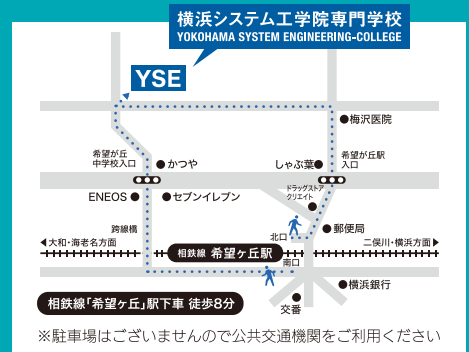 横浜システム工学院専門学校
YOKOHAMA SYSTEM ENGINEERING-COLLEGE
YSE
梅沢医院
希望が丘
中学校入口
かつや
しゃぶ葉
希望が丘駅
入口
ENEOS
セブンイレブン
ドラッグストア
クリエイト
跨線橋
北口
郵便局
大和・海老名方面
相鉄線 希望ヶ丘駅
二俣川・横浜方面
南口
横浜銀行
相鉄線「希望ヶ丘」駅下車 徒歩8分
交番
※駐車場はございませんので公共交通機関をご利用ください